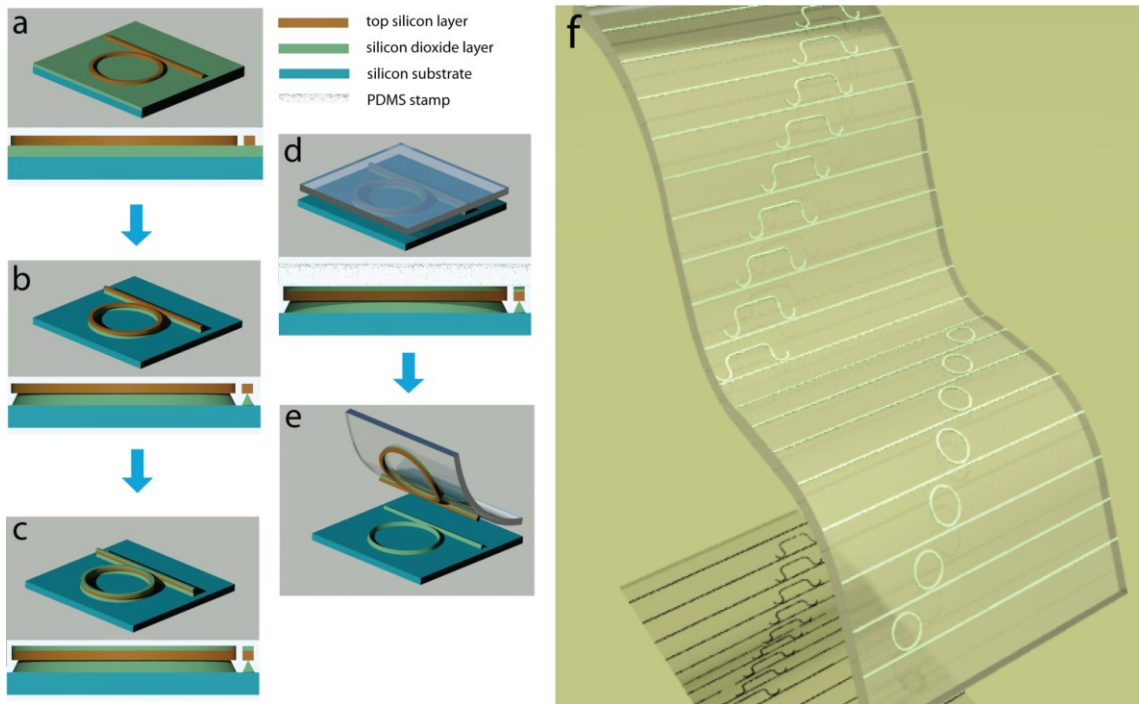 a
top silicon layer
silicon dioxide layer
silicon substrate
PDMS stamp
b
c
d
e
f